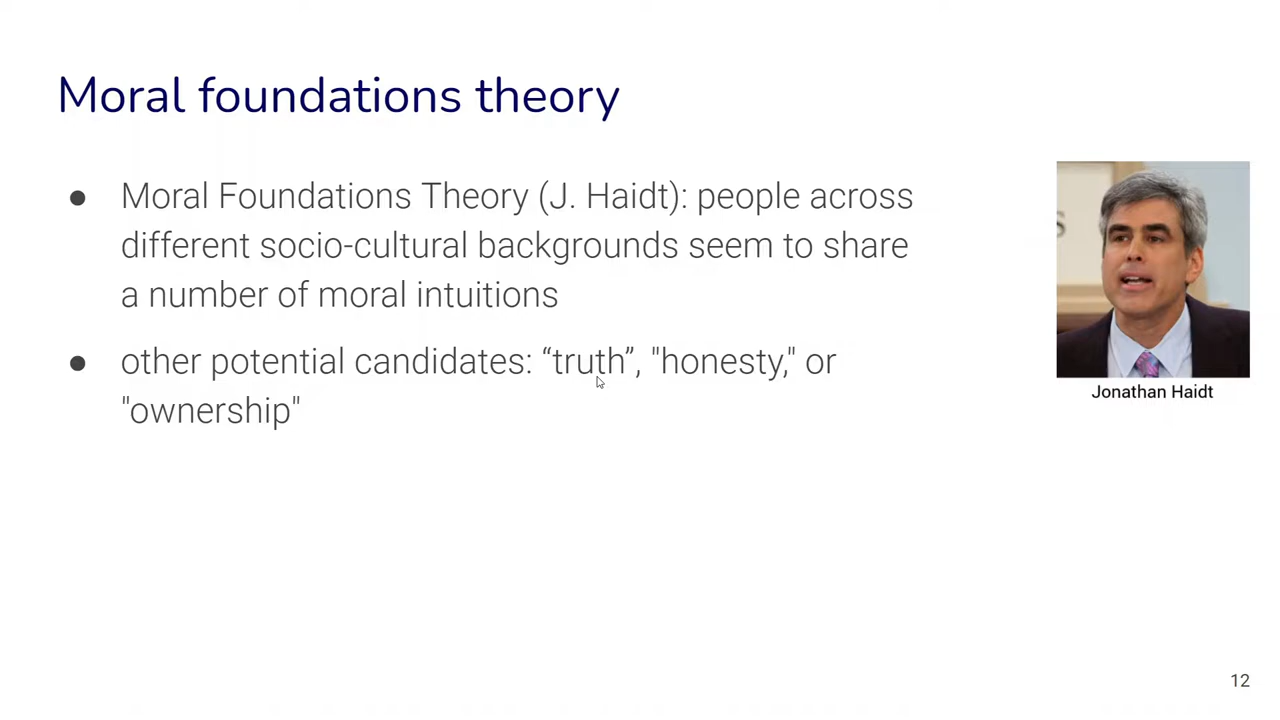 Moral foundations theory
● Moral Foundations Theory (J. Haidt): people across
different socio-cultural backgrounds seem to share
a number of moral intuitions
● other potential candidates: “truth”, "honesty," or
"ownership"
Jonathan Haidt
12